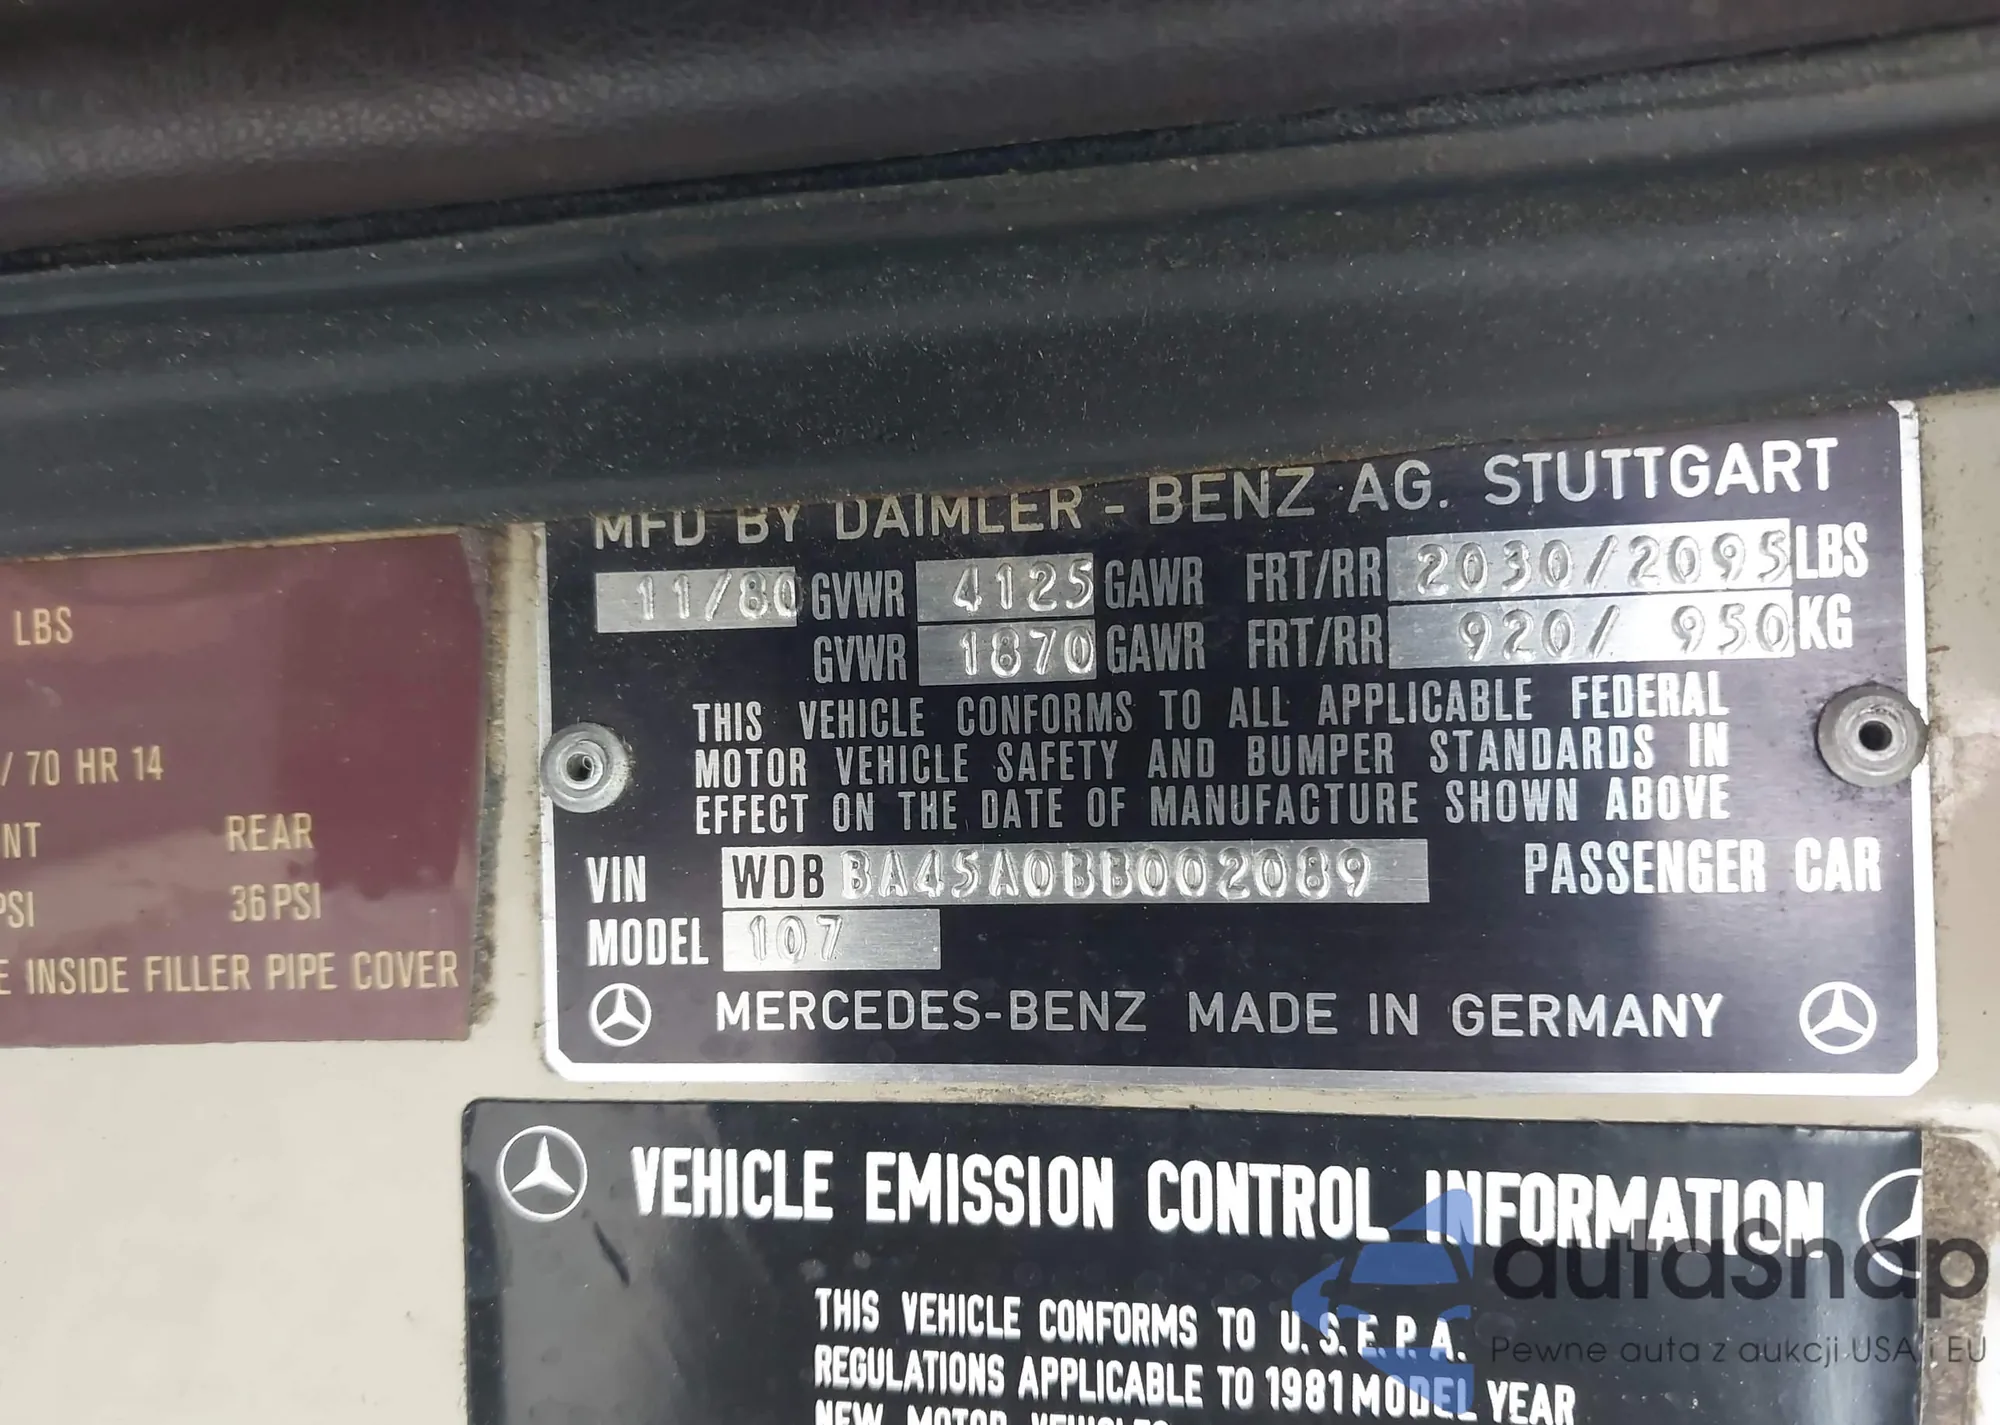 MFD BY DAIMLER-BENZ AG. STUTTGART
11/80 GVWR 4125 GAWR FRT/RR 2030/2095 LBS
GVWR 1870 GAWR FRT/RR 920/ 950 KG
THIS VEHICLE CONFORMS TO ALL APPLICABLE FEDERAL
MOTOR VEHICLE SAFETY AND BUMPER STANDARDS IN
EFFECT ON THE DATE OF MANUFACTURE SHOWN ABOVE
VIN WDB BA45A0BB002089 PASSENGER CAR
MODEL 107
MERCEDES-BENZ MADE IN GERMANY
LBS
/ 70 HR 14
NT REAR
PSI 36 PSI
E INSIDE FILLER PIPE COVER
VEHICLE EMISSION CONTROL INFORMATION
THIS VEHICLE CONFORMS TO U.S.E.P.A.
REGULATIONS APPLICABLE TO 1981 MODEL YEAR
NEW MOTOR VEHICLES
autosnap
Pewne auta z aukcji USA i EU